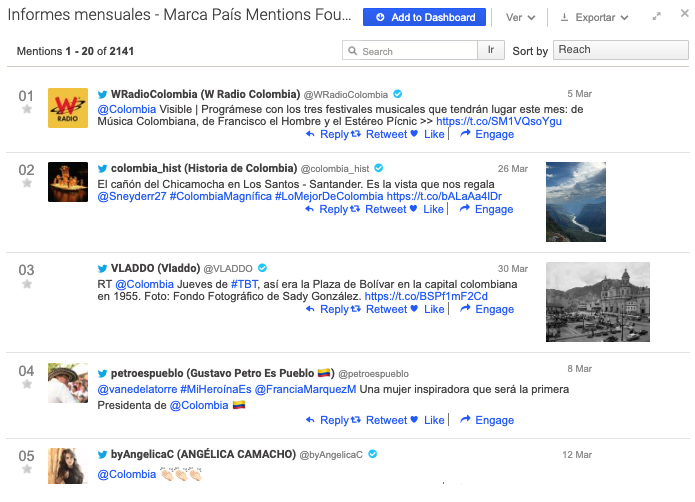 Informes mensuales - Marca País Mentions Fou...
Add to Dashboard
Ver
Exportar
Mentions 1 - 20 of 2141
Search
Ir
Sort by
Reach
01
W
RADIO
WRadioColombia (W Radio Colombia) @WRadioColombia
5 Mar
@Colombia Visible | Prográmese con los tres festivales musicales que tendrán lugar este mes: de
Música Colombiana, de Francisco el Hombre y el Estéreo Pícnic >> https://t.co/SM1VQsoYgu
Reply Retweet Like | Engage
02
colombia_hist (Historia de Colombia) @colombia_hist
26 Mar
El cañón del Chicamocha en Los Santos - Santander. Es la vista que nos regala
@Sneyderr27 #ColombiaMagnífica #LoMejorDeColombia https://t.co/bALaAa4lDr
Reply Retweet Like | Engage
03
VLADDO (Vladdo) @VLADDO
30 Mar
RT @Colombia Jueves de #TBT, así era la Plaza de Bolívar en la capital colombiana
en 1955. Foto: Fondo Fotográfico de Sady González. https://t.co/BSPf1mF2Cd
Reply Retweet Like | Engage
04
petroespueblo (Gustavo Petro Es Pueblo 🇨🇴) @petroespueblo
8 Mar
@vanedelatorre #MiHeroínaEs @FranciaMarquezM Una mujer inspiradora que será la primera
Presidenta de @Colombia 🇨🇴
Reply Retweet Like | Engage
05
byAngelicaC (ANGÉLICA CAMACHO) @byAngelicaC
12 Mar
@Colombia 👏🏻👏🏻👏🏻